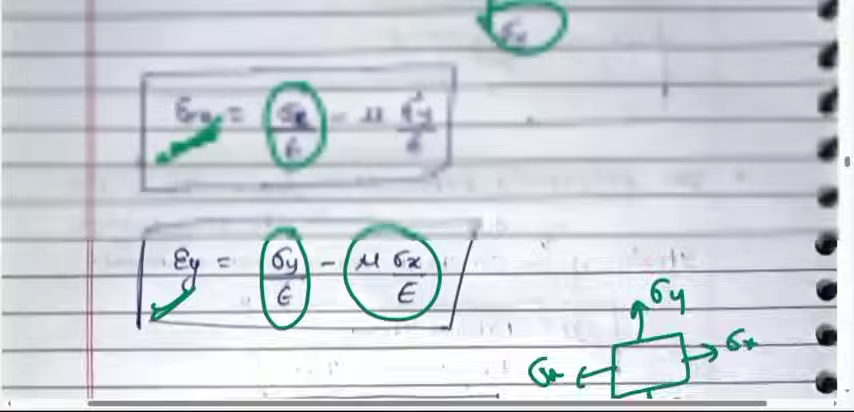 σx
εx = σx/E - μ σy/E
εy = σy/E - μ σx/E
σy
σx
σx